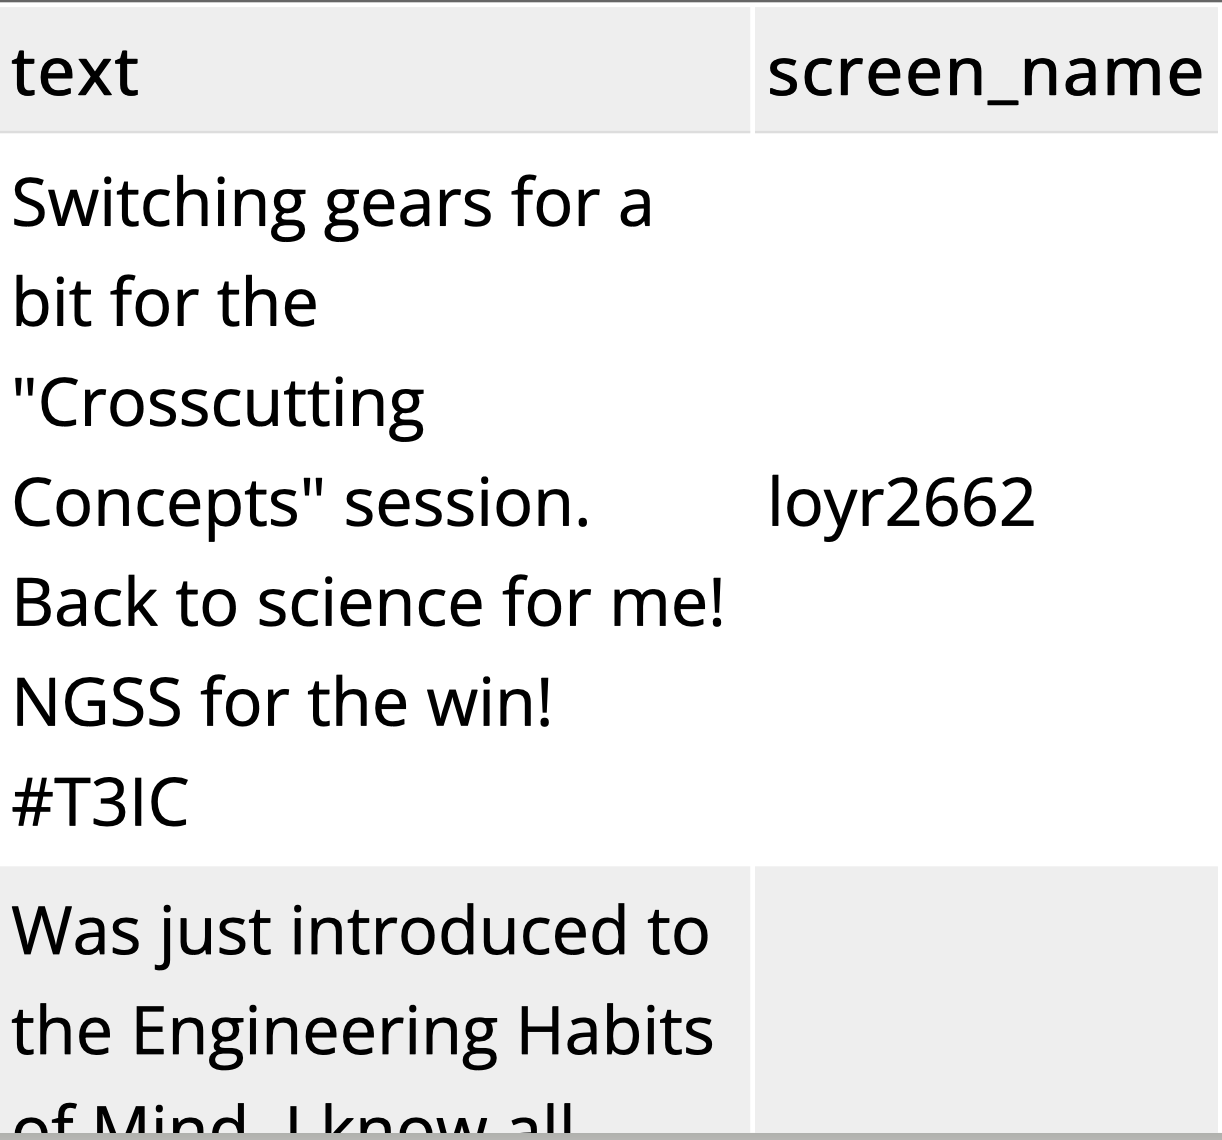 text screen_name
Switching gears for a
bit for the
"Crosscutting
Concepts" session. loyr2662
Back to science for me!
NGSS for the win!
#T3IC
Was just introduced to
the Engineering Habits
of Mind. I know all